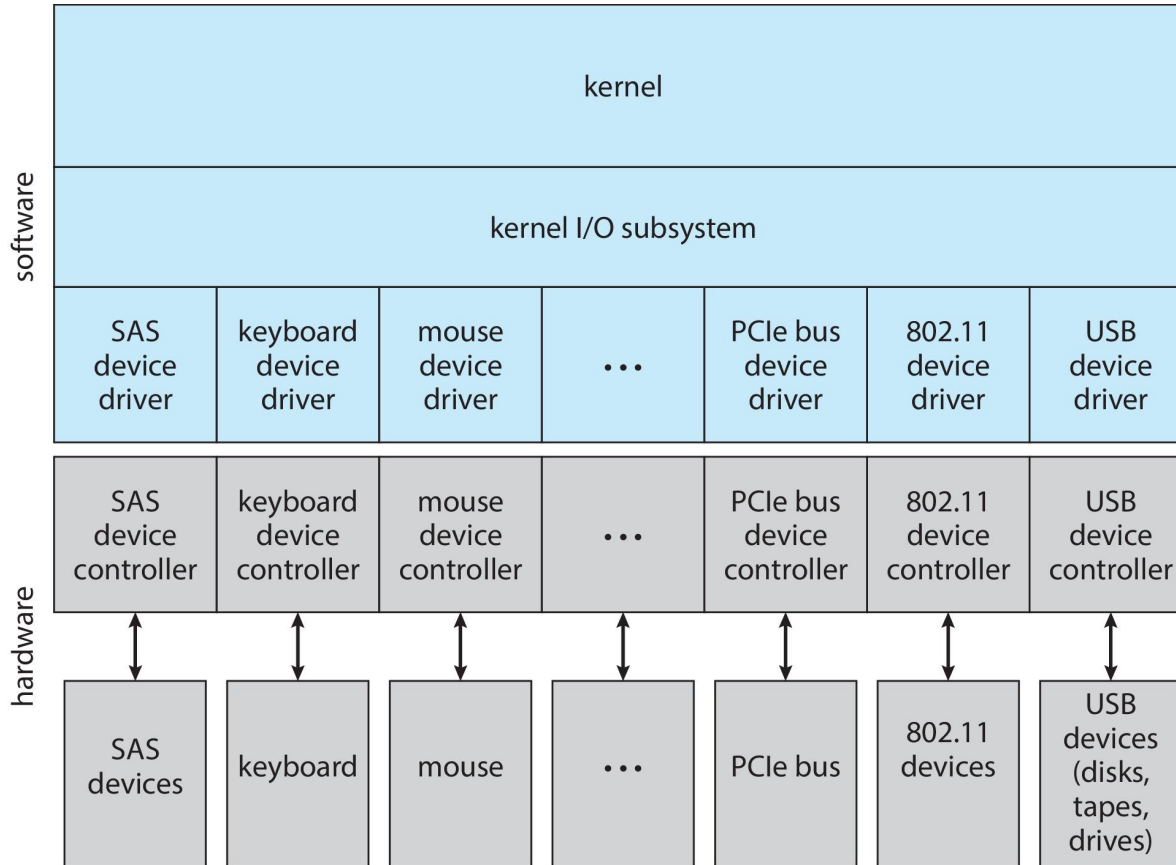 software
kernel
kernel I/O subsystem
SAS
device
driver
keyboard
device
driver
mouse
device
driver
...
PCIe bus
device
driver
802.11
device
driver
USB
device
driver
hardware
SAS
device
controller
keyboard
device
controller
mouse
device
controller
...
PCIe bus
device
controller
802.11
device
controller
USB
device
controller
SAS
devices
keyboard
mouse
...
PCIe bus
802.11
devices
USB
devices
(disks,
tapes,
drives)